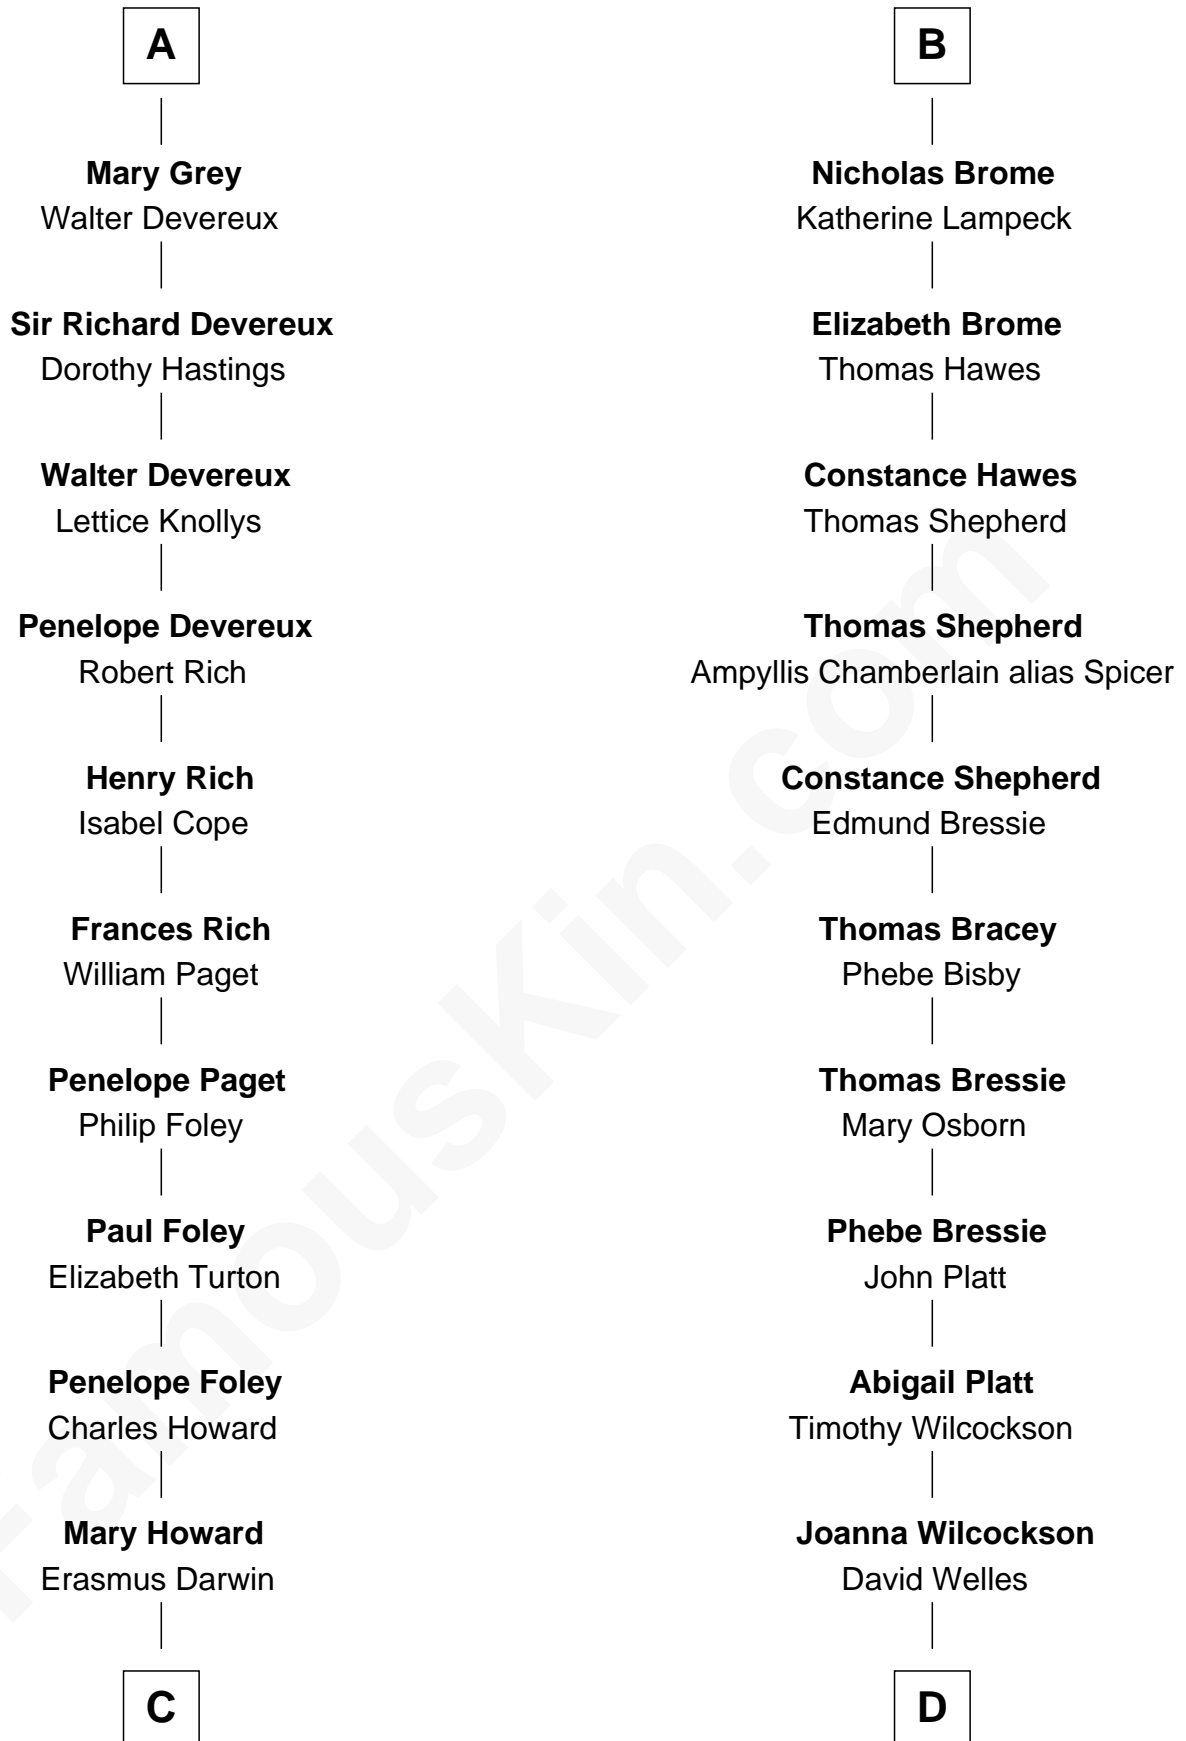 A
Mary Grey
Walter Devereux
Sir Richard Devereux
Dorothy Hastings
Walter Devereux
Lettice Knollys
Penelope Devereux
Robert Rich
Henry Rich
Isabel Cope
Frances Rich
William Paget
Penelope Paget
Philip Foley
Paul Foley
Elizabeth Turton
Penelope Foley
Charles Howard
Mary Howard
Erasmus Darwin
C
B
Nicholas Brome
Katherine Lampeck
Elizabeth Brome
Thomas Hawes
Constance Hawes
Thomas Shepherd
Thomas Shepherd
Ampyllis Chamberlain alias Spicer
Constance Shepherd
Edmund Bressie
Thomas Bracey
Phebe Bisby
Thomas Bressie
Mary Osborn
Phebe Bressie
John Platt
Abigail Platt
Timothy Wilcockson
Joanna Wilcockson
David Welles
D
FamousKin.com